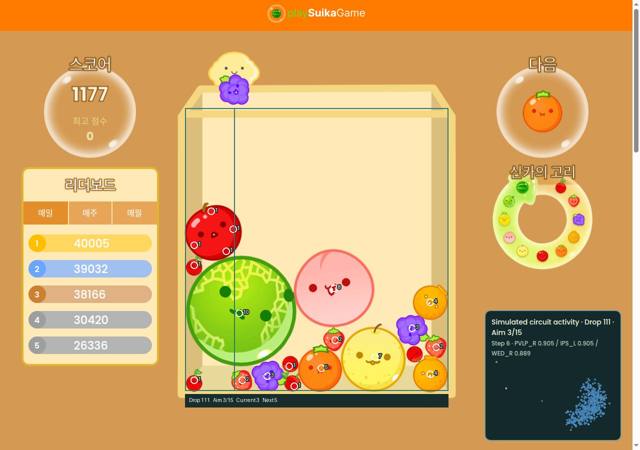 playSuikaGame
스코어
1177
최고 점수
0
리더보드
매일 매주 매월
1 40005
2 39032
3 38166
4 30420
5 26336
다음
신카의 고리
Simulated circuit activity · Drop 111 ·
Aim 3/15
Step 6 · PVLP_R 0.905 / IPS_L 0.905 /
WED_R 0.889
Drop 111 Aim 3/15 Current 3 Next 5